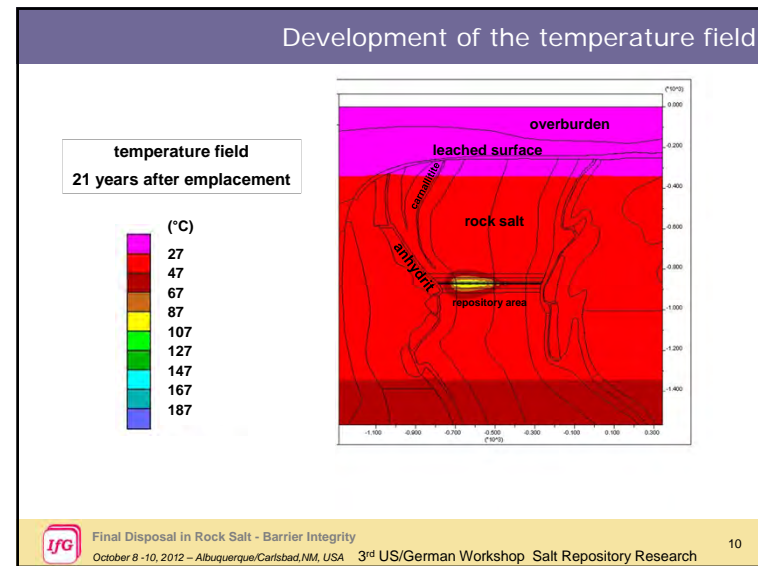 Development of the temperature field
temperature field
21 years after emplacement
(°C)
27
47
67
87
107
127
147
167
187
(*10^3)
0.000
-0.200
-0.400
-0.600
-0.800
-1.000
-1.200
-1.400
overburden
leached surface
carnallitite
rock salt
anhydrit
repository area
-1.100 -0.900 -0.700 -0.500 -0.300 -0.100 0.100 0.300
(*10^3)
IfG
Final Disposal in Rock Salt - Barrier Integrity
October 8 -10, 2012 – Albuquerque/Carlsbad,NM, USA 3rd US/German Workshop Salt Repository Research
10